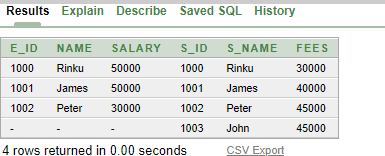 Results Explain Describe Saved SQL History
E_ID NAME SALARY S_ID S_NAME FEES
1000 Rinku 50000 1000 Rinku 30000
1001 James 50000 1001 James 40000
1002 Peter 30000 1002 Peter 45000
- - - 1003 John 45000
4 rows returned in 0.00 seconds CSV Export